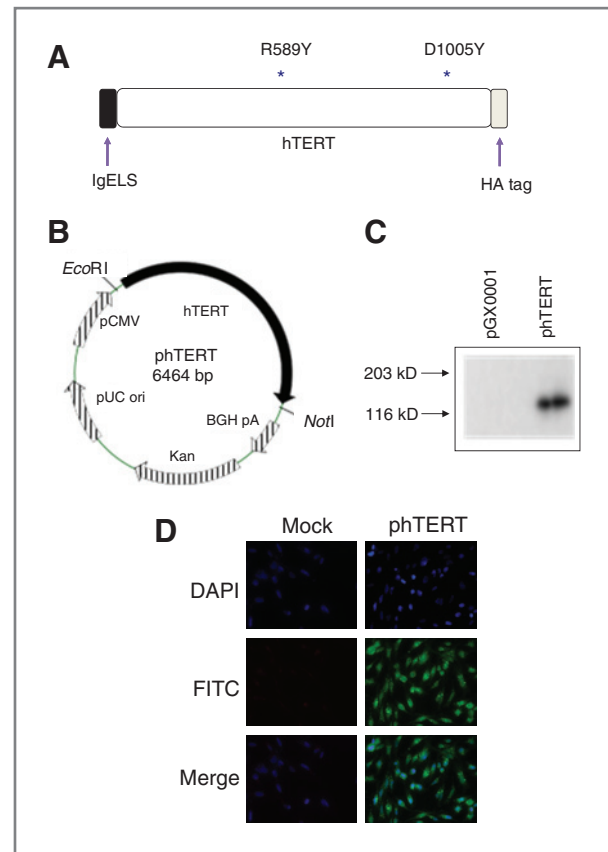 A
R589Y D1005Y
* *
hTERT
IgELS
HA tag
B
EcoRI
pCMV
hTERT
phTERT
6464 bp
pUC ori
BGH pA
NotI
Kan
C
pGX0001
phTERT
203 kD
116 kD
D
Mock phTERT
DAPI
FITC
Merge